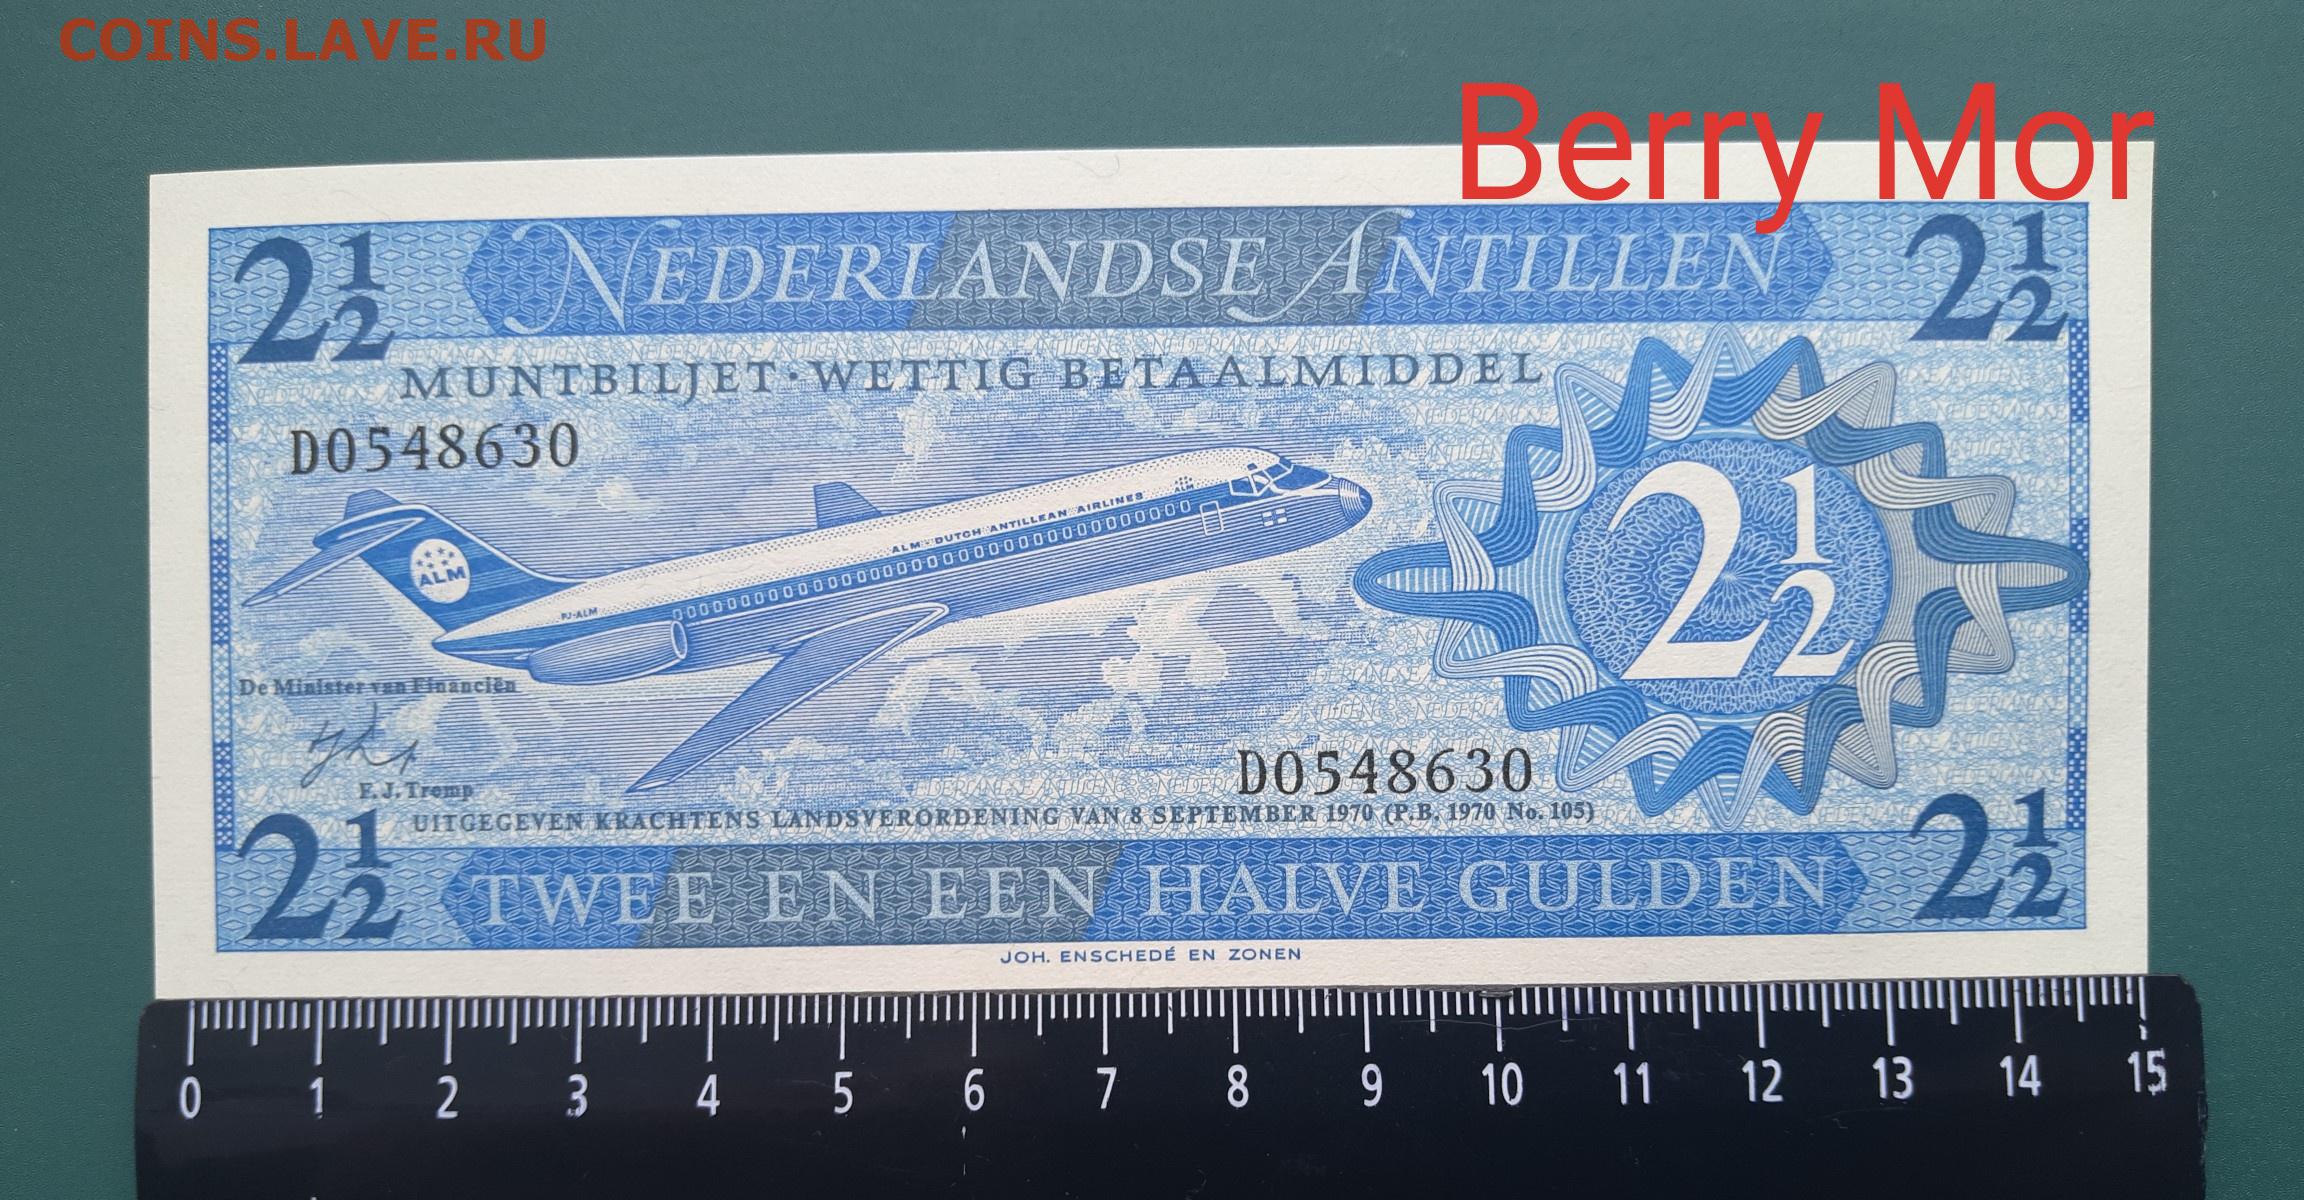 COINS.LAVE.RU
Berry Mor
2½ NEDERLANDSE ANTILLEN 2½
MUNTBILJET·WETTIG BETAALMIDDEL
D0548630
ALM - DUTCH ANTILLEAN AIRLINES ALM
ALM
2½
PJ-ALM
De Minister van Financiën
D0548630
F.J.Tromp
UITGEGEVEN KRACHTENS LANDSVERORDENING VAN 8 SEPTEMBER 1970 (P.B. 1970 No. 105)
2½ TWEE EN EEN HALVE GULDEN 2½
JOH. ENSCHEDÉ EN ZONEN
0 1 2 3 4 5 6 7 8 9 10 11 12 13 14 15